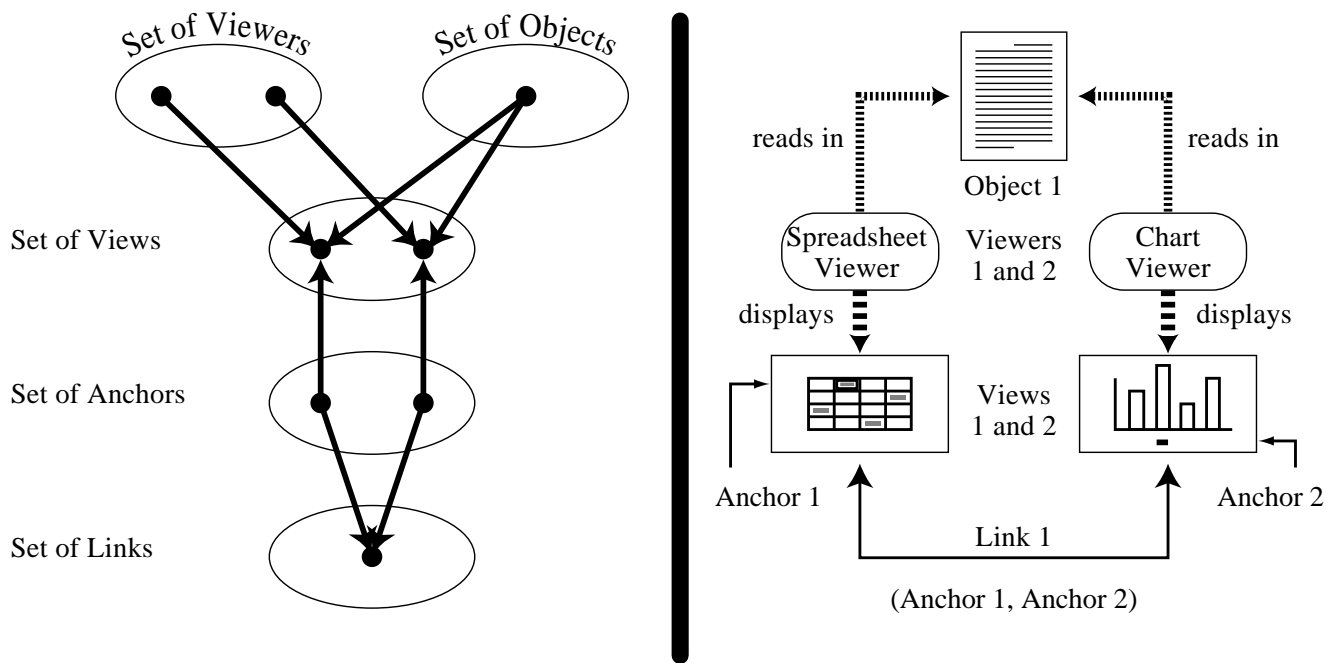 Set of Viewers
Set of Objects
Set of Views
Set of Anchors
Set of Links
reads in
reads in
Object 1
Spreadsheet
Viewer
Viewers
1 and 2
Chart
Viewer
displays
displays
Views
1 and 2
Anchor 1
Anchor 2
Link 1
(Anchor 1, Anchor 2)